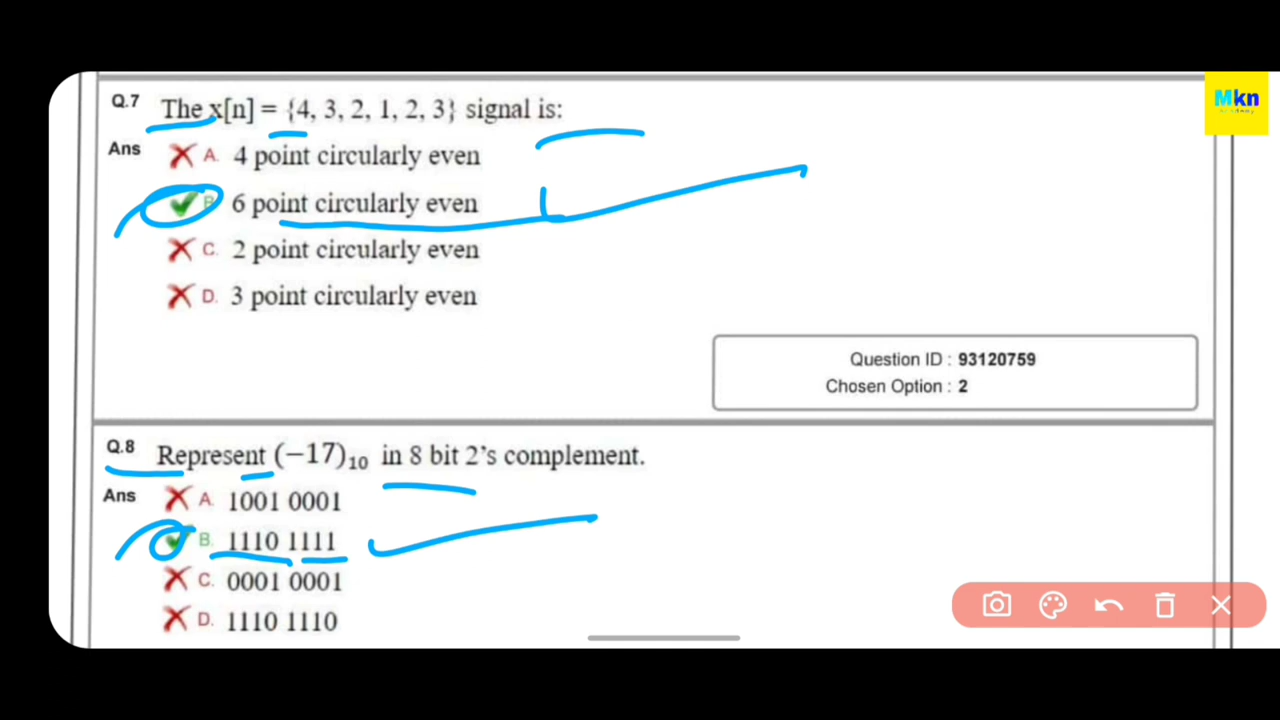 Mkn
Academy
Q.7 The x[n] = {4, 3, 2, 1, 2, 3} signal is:
Ans A. 4 point circularly even
B. 6 point circularly even
C. 2 point circularly even
D. 3 point circularly even
Question ID : 93120759
Chosen Option : 2
Q.8 Represent (−17)₁₀ in 8 bit 2's complement.
Ans A. 1001 0001
B. 1110 1111
C. 0001 0001
D. 1110 1110